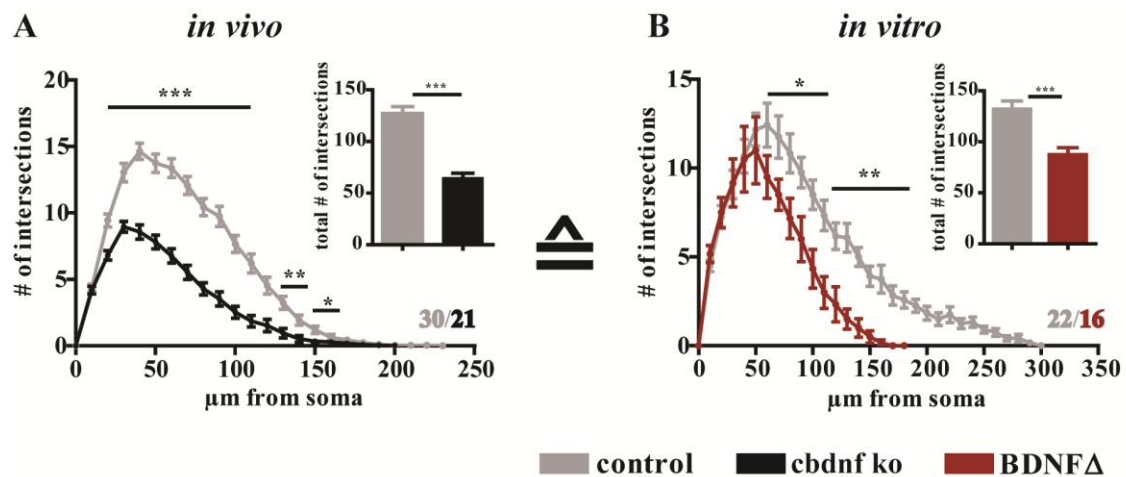 A in vivo
B in vitro
# of intersections
20
15
10
5
0
***
**
*
total # of intersections
150
100
50
0
***
30/21
0 50 100 150 200 250
µm from soma
≙
# of intersections
15
10
5
0
*
**
total # of intersections
150
100
50
0
***
22/16
0 50 100 150 200 250 300 350
µm from soma
control cbdnf ko BDNFΔ